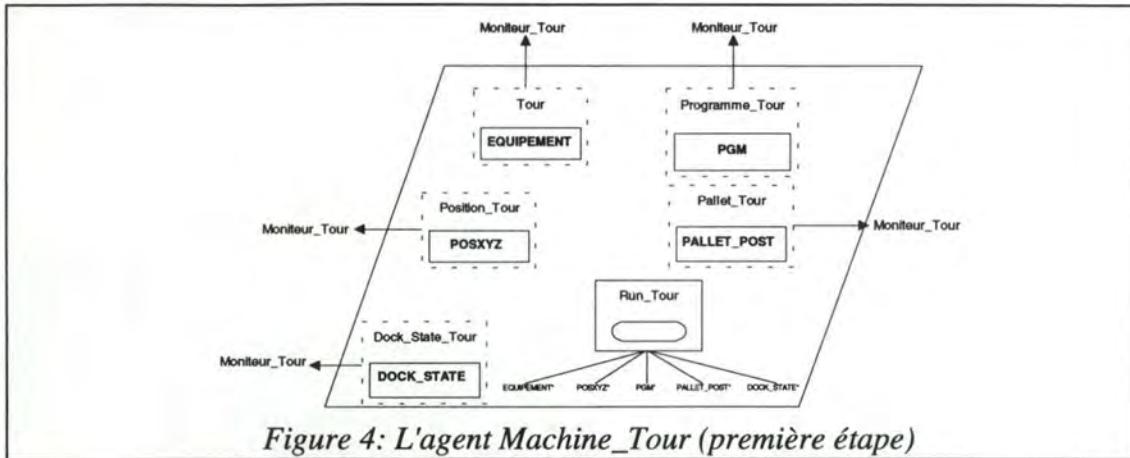 Moniteur_Tour
Moniteur_Tour
Tour
EQUIPEMENT
Programme_Tour
PGM
Position_Tour
POSXYZ
Moniteur_Tour
Pallet_Tour
PALLET_POST
Moniteur_Tour
Run_Tour
Dock_State_Tour
DOCK_STATE
Moniteur_Tour
EQUIPEMENT* POSXYZ* PGM* PALLET_POST* DOCK_STATE*
Figure 4: L'agent Machine_Tour (première étape)